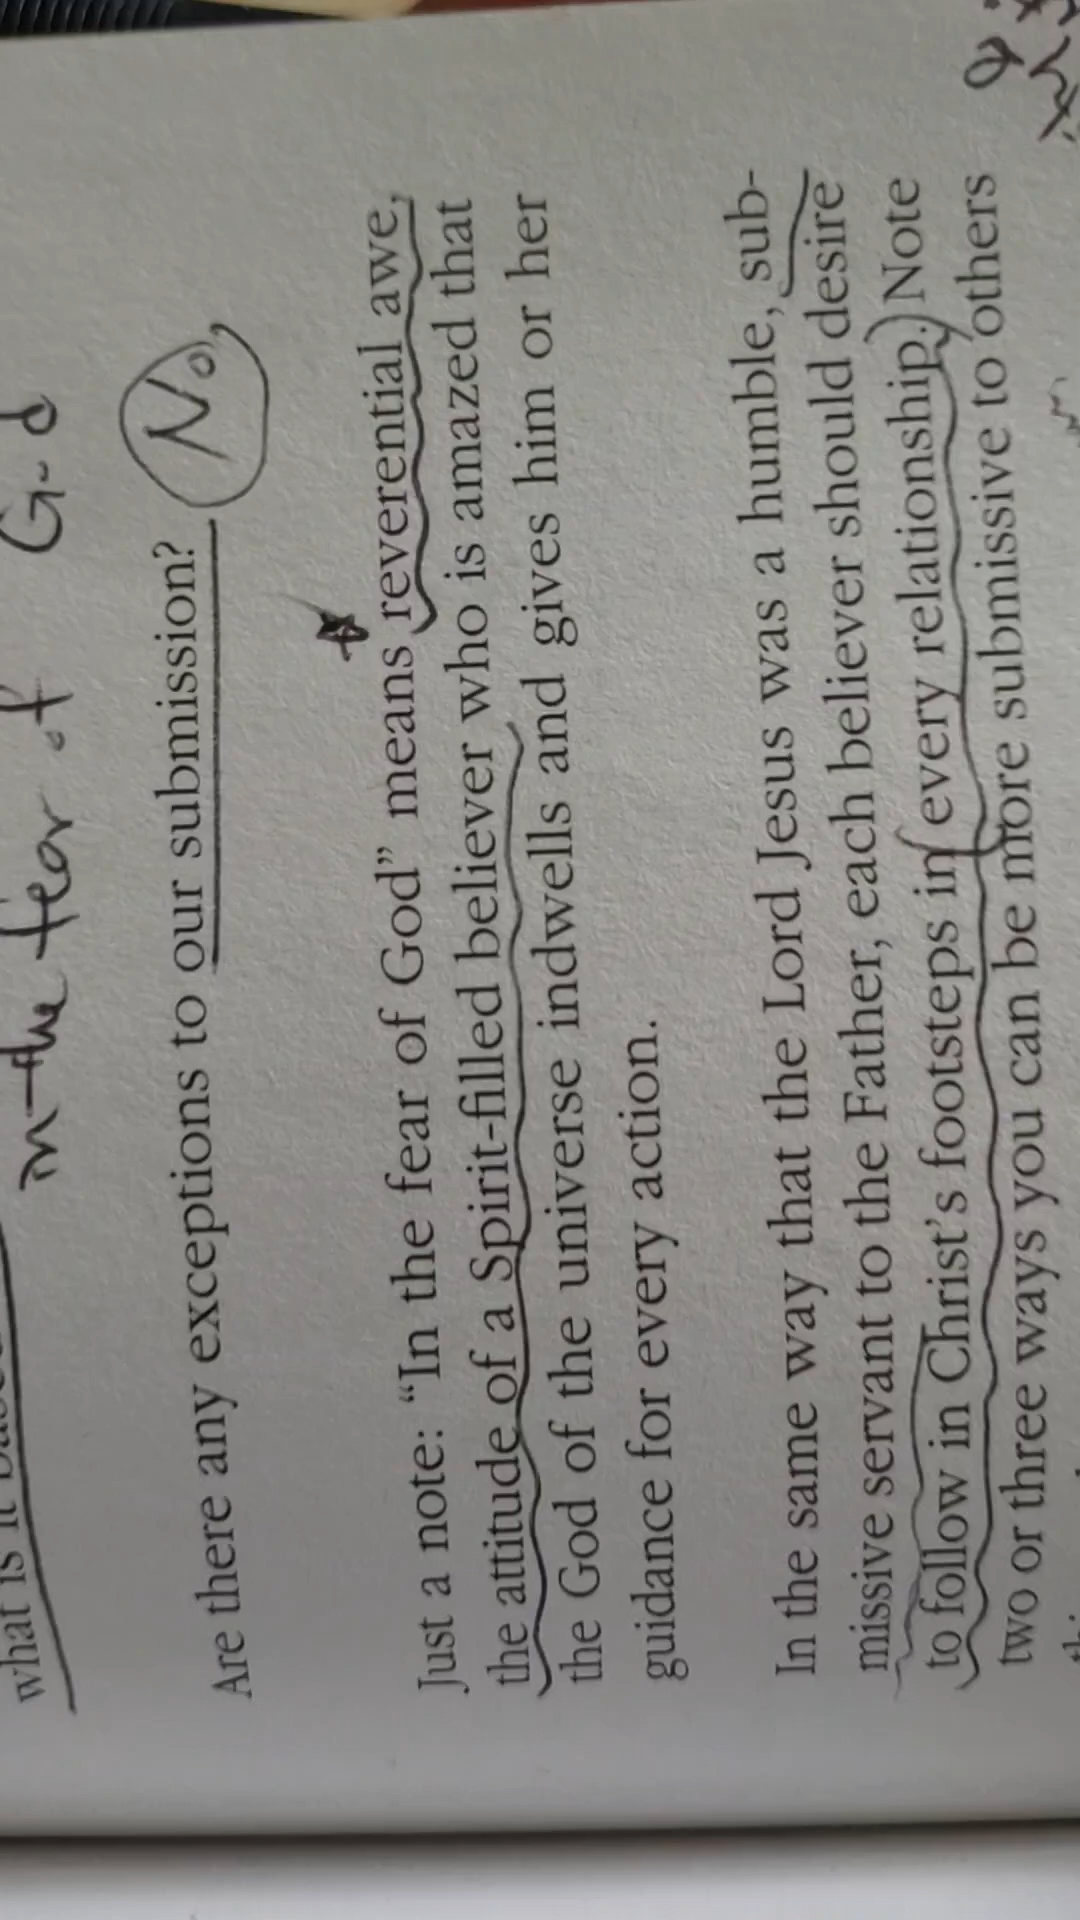 what is it
in the fear of G-d
Are there any exceptions to our submission? No,
Just a note: “In the fear of God” means reverential awe,
the attitude of a Spirit-filled believer who is amazed that
the God of the universe indwells and gives him or her
guidance for every action.
In the same way that the Lord Jesus was a humble, sub-
missive servant to the Father, each believer should desire
to follow in Christ’s footsteps in every relationship. Note
two or three ways you can be more submissive to others